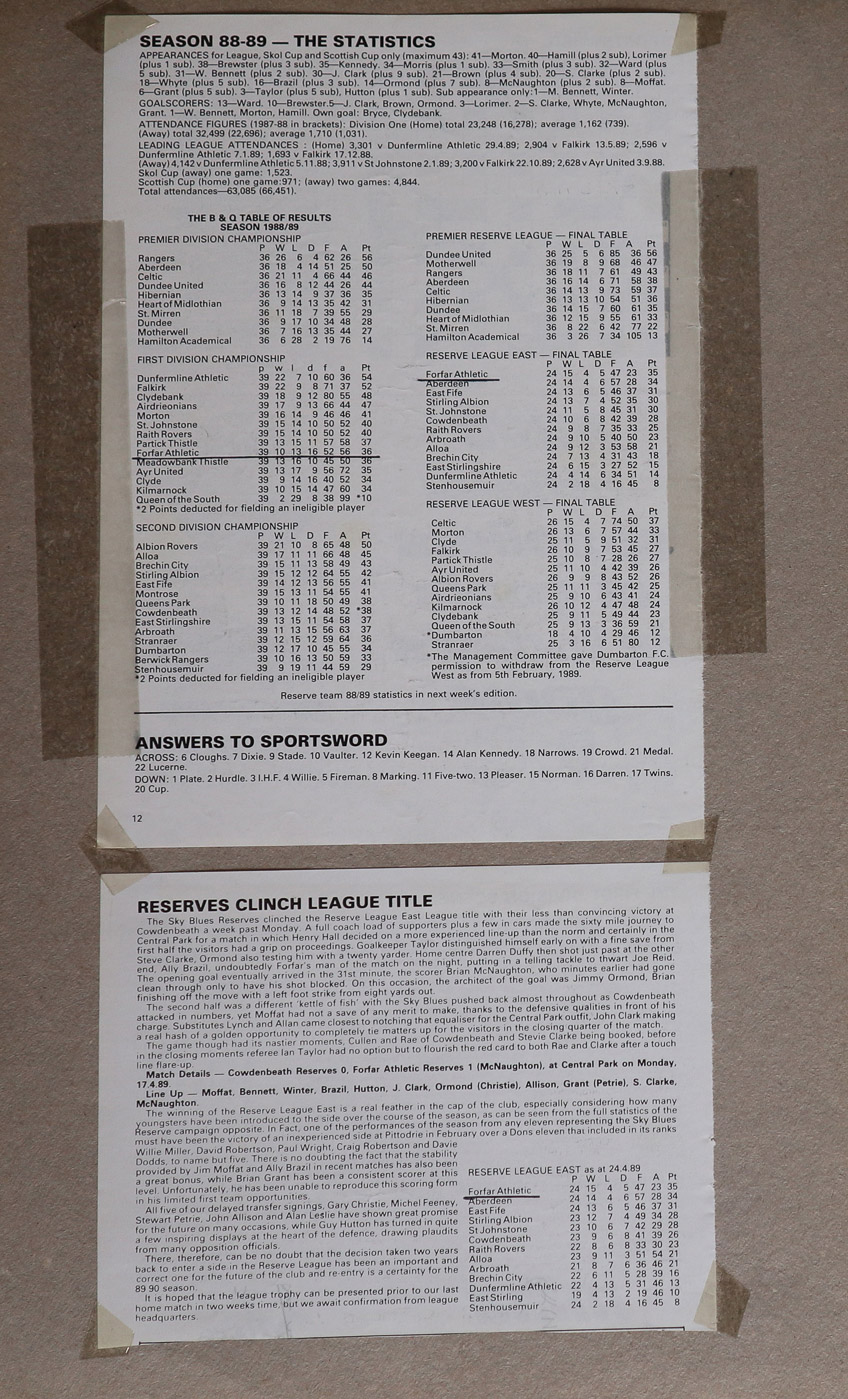 SEASON 88-89 — THE STATISTICS
APPEARANCES for League, Skol Cup and Scottish Cup only (maximum 43): 41—Morton. 40—Hamill (plus 2 sub), Lorimer
(plus 1 sub). 38—Brewster (plus 3 sub). 35—Kennedy. 34—Morris (plus 1 sub). 33—Smith (plus 3 sub). 32—Ward (plus
5 sub). 31—W. Bennett (plus 2 sub). 30—J. Clark (plus 9 sub). 21—Brown (plus 4 sub). 20—S. Clarke (plus 2 sub).
18—Whyte (plus 5 sub). 16—Brazil (plus 3 sub). 14—Ormond (plus 7 sub). 8—McNaughton (plus 2 sub). 8—Moffat.
6—Grant (plus 5 sub). 3—Taylor (plus 5 sub), Hutton (plus 1 sub). Sub appearance only:1—M. Bennett, Winter.
GOALSCORERS: 13—Ward. 10—Brewster.5—J. Clark, Brown, Ormond. 3—Lorimer. 2—S. Clarke, Whyte, McNaughton,
Grant. 1—W. Bennett, Morton, Hamill. Own goal: Bryce, Clydebank.
ATTENDANCE FIGURES (1987-88 in brackets): Division One (Home) total 23,248 (16,278); average 1,162 (739).
(Away) total 32,499 (22,696); average 1,710 (1,031).
LEADING LEAGUE ATTENDANCES : (Home) 3,301 v Dunfermline Athletic 29.4.89; 2,904 v Falkirk 13.5.89; 2,596 v
Dunfermline Athletic 7.1.89; 1,693 v Falkirk 17.12.88.
(Away) 4,142 v Dunfermline Athletic 5.11.88; 3,911 v St Johnstone 2.1.89; 3,200 v Falkirk 22.10.89; 2,628 v Ayr United 3.9.88.
Skol Cup (away) one game: 1,523.
Scottish Cup (home) one game:971; (away) two games: 4,844.
Total attendances—63,085 (66,451).
THE B & Q TABLE OF RESULTS
SEASON 1988/89
PREMIER DIVISION CHAMPIONSHIP
P W L D F A Pt
Rangers 36 26 6 4 62 26 56
Aberdeen 36 18 4 14 51 25 50
Celtic 36 21 11 4 66 44 46
Dundee United 36 16 8 12 44 26 44
Hibernian 36 13 14 9 37 36 35
Heart of Midlothian 36 9 14 13 35 42 31
St. Mirren 36 11 18 7 39 55 29
Dundee 36 9 17 10 34 48 28
Motherwell 36 7 16 13 35 44 27
Hamilton Academical 36 6 28 2 19 76 14
FIRST DIVISION CHAMPIONSHIP
p w l d f a Pt
Dunfermline Athletic 39 22 7 10 60 36 54
Falkirk 39 22 9 8 71 37 52
Clydebank 39 18 9 12 80 55 48
Airdrieonians 39 17 9 13 66 44 47
Morton 39 16 14 9 46 46 41
St. Johnstone 39 15 14 10 50 52 40
Raith Rovers 39 15 14 10 50 52 40
Partick Thistle 39 13 15 11 57 58 37
Forfar Athletic 39 10 13 16 52 56 36
Meadowbank Thistle 39 13 16 10 45 50 36
Ayr United 39 13 17 9 56 72 35
Clyde 39 9 14 16 40 52 34
Kilmarnock 39 10 15 14 47 60 34
Queen of the South 39 2 29 8 38 99 *10
*2 Points deducted for fielding an ineligible player
SECOND DIVISION CHAMPIONSHIP
P W L D F A Pt
Albion Rovers 39 21 10 8 65 48 50
Alloa 39 17 11 11 66 48 45
Brechin City 39 15 11 13 58 49 43
Stirling Albion 39 15 12 12 64 55 42
East Fife 39 14 12 13 56 55 41
Montrose 39 15 13 11 54 55 41
Queens Park 39 10 11 18 50 49 38
Cowdenbeath 39 13 12 14 48 52 *38
East Stirlingshire 39 13 15 11 54 58 37
Arbroath 39 11 13 15 56 63 37
Stranraer 39 12 15 12 59 64 36
Dumbarton 39 12 17 10 45 55 34
Berwick Rangers 39 10 16 13 50 59 33
Stenhousemuir 39 9 19 11 44 59 29
*2 Points deducted for fielding an ineligible player
PREMIER RESERVE LEAGUE — FINAL TABLE
P W L D F A Pt
Dundee United 36 25 5 6 85 36 56
Motherwell 36 19 8 9 68 46 47
Rangers 36 18 11 7 61 49 43
Aberdeen 36 16 14 6 71 58 38
Celtic 36 14 13 9 73 59 37
Hibernian 36 13 13 10 54 51 36
Dundee 36 14 15 7 60 61 35
Heart of Midlothian 36 12 15 9 55 61 33
St. Mirren 36 8 22 6 42 77 22
Hamilton Academical 36 3 26 7 34 105 13
RESERVE LEAGUE EAST — FINAL TABLE
P W L D F A Pt
Forfar Athletic 24 15 4 5 47 23 35
Aberdeen 24 14 4 6 57 28 34
East Fife 24 13 6 5 46 37 31
Stirling Albion 24 13 7 4 52 35 30
St. Johnstone 24 11 5 8 45 31 30
Cowdenbeath 24 10 6 8 42 39 28
Raith Rovers 24 9 8 7 35 33 25
Arbroath 24 9 10 5 40 50 23
Alloa 24 9 12 3 53 58 21
Brechin City 24 7 13 4 31 43 18
East Stirlingshire 24 6 15 3 27 52 15
Dunfermline Athletic 24 4 14 6 34 51 14
Stenhousemuir 24 2 18 4 16 45 8
RESERVE LEAGUE WEST — FINAL TABLE
P W L D F A Pt
Celtic 26 15 4 7 74 50 37
Morton 26 13 6 7 57 44 33
Clyde 25 11 5 9 51 32 31
Falkirk 26 10 9 7 53 45 27
Partick Thistle 25 10 8 7 28 26 27
Ayr United 25 11 10 4 42 39 26
Albion Rovers 26 9 9 8 43 52 26
Queens Park 25 11 11 3 45 42 25
Airdrieonians 25 9 10 6 43 41 24
Kilmarnock 26 10 12 4 47 48 24
Clydebank 25 9 11 5 49 44 23
Queen of the South 25 9 13 3 36 59 21
*Dumbarton 18 4 10 4 29 46 12
Stranraer 25 3 16 6 51 80 12
*The Management Committee gave Dumbarton F.C.
permission to withdraw from the Reserve League
West as from 5th February, 1989.
Reserve team 88/89 statistics in next week's edition.
ANSWERS TO SPORTSWORD
ACROSS: 6 Cloughs. 7 Dixie. 9 Stade. 10 Vaulter. 12 Kevin Keegan. 14 Alan Kennedy. 18 Narrows. 19 Crowd. 21 Medal.
22 Lucerne.
DOWN: 1 Plate. 2 Hurdle. 3 I.H.F. 4 Willie. 5 Fireman. 8 Marking. 11 Five-two. 13 Pleaser. 15 Norman. 16 Darren. 17 Twins.
20 Cup.
12
RESERVES CLINCH LEAGUE TITLE
The Sky Blues Reserves clinched the Reserve League East League title with their less than convincing victory at
Cowdenbeath a week past Monday. A full coach load of supporters plus a few in cars made the sixty mile journey to
Central Park for a match in which Henry Hall decided on a more experienced line-up than the norm and certainly in the
first half the visitors had a grip on proceedings. Goalkeeper Taylor distinguished himself early on with a fine save from
Steve Clarke, Ormond also testing him with a twenty yarder. Home centre Darren Duffy then shot just past at the other
end, Ally Brazil, undoubtedly Forfar's man of the match on the night, putting in a telling tackle to thwart Joe Reid.
The opening goal eventually arrived in the 31st minute, the scorer Brian McNaughton, who minutes earlier had gone
clean through only to have his shot blocked. On this occasion, the architect of the goal was Jimmy Ormond, Brian
finishing off the move with a left foot strike from eight yards out.
The second half was a different 'kettle of fish' with the Sky Blues pushed back almost throughout as Cowdenbeath
attacked in numbers, yet Moffat had not a save of any merit to make, thanks to the defensive qualities in front of his
charge. Substitutes Lynch and Allan came closest to notching that equaliser for the Central Park outfit, John Clark making
a real hash of a golden opportunity to completely tie matters up for the visitors in the closing quarter of the match.
The game though had its nastier moments, Cullen and Rae of Cowdenbeath and Stevie Clarke being booked, before
in the closing moments referee Ian Taylor had no option but to flourish the red card to both Rae and Clarke after a touch
line flare-up.
Match Details — Cowdenbeath Reserves 0, Forfar Athletic Reserves 1 (McNaughton), at Central Park on Monday,
17.4.89.
Line Up — Moffat, Bennett, Winter, Brazil, Hutton, J. Clark, Ormond (Christie), Allison, Grant (Petrie), S. Clarke,
McNaughton.
The winning of the Reserve League East is a real feather in the cap of the club, especially considering how many
youngsters have been introduced to the side over the course of the season, as can be seen from the full statistics of the
Reserve campaign opposite. In Fact, one of the performances of the season from any eleven representing the Sky Blues
must have been the victory of an inexperienced side at Pittodrie in February over a Dons eleven that included in its ranks
Willie Miller, David Robertson, Paul Wright, Craig Robertson and Davie
Dodds, to name but five. There is no doubting the fact that the stability
provided by Jim Moffat and Ally Brazil in recent matches has also been
a great bonus, while Brian Grant has been a consistent scorer at this
level. Unfortunately, he has been unable to reproduce this scoring form
in his limited first team opportunities.
All five of our delayed transfer signings, Gary Christie, Michel Feeney,
Stewart Petrie, John Allison and Alan Leslie have shown great promise
for the future on many occasions, while Guy Hutton has turned in quite
a few inspiring displays at the heart of the defence, drawing plaudits
from many opposition officials.
There, therefore, can be no doubt that the decision taken two years
back to enter a side in the Reserve League has been an important and
correct one for the future of the club and re-entry is a certainty for the
89 90 season.
It is hoped that the league trophy can be presented prior to our last
home match in two weeks time, but we await confirmation from league
headquarters.
RESERVE LEAGUE EAST as at 24.4.89
P W L D F A Pt
Forfar Athletic 24 15 4 5 47 23 35
Aberdeen 24 14 4 6 57 28 34
East Fife 24 13 6 5 46 37 31
Stirling Albion 23 12 7 4 49 34 28
St Johnstone 23 10 6 7 42 29 28
Cowdenbeath 23 9 6 8 41 39 26
Raith Rovers 22 8 6 8 33 30 23
Alloa 23 9 11 3 51 54 21
Arbroath 21 8 7 6 36 46 21
Brechin City 22 6 11 5 28 39 16
Dunfermline Athletic 22 4 13 5 31 46 13
East Stirling 19 4 13 2 19 46 10
Stenhousemuir 24 2 18 4 16 45 8